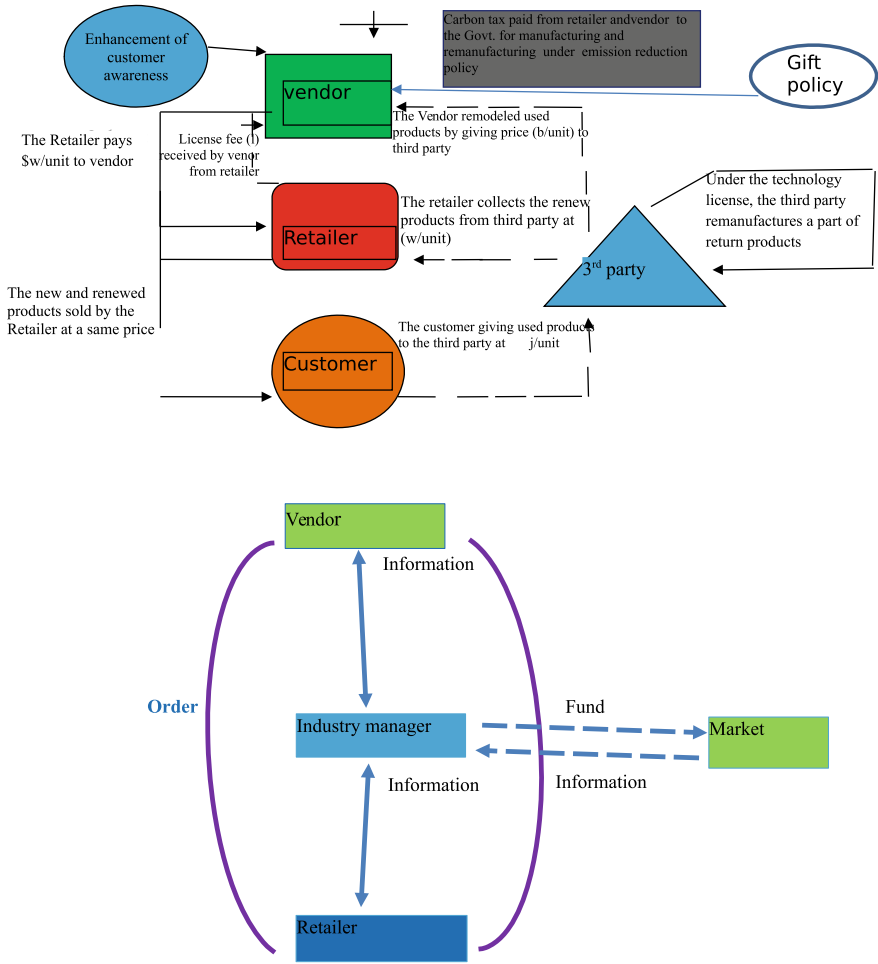 Enhancement of
customer
awareness
Carbon tax paid from retailer andvendor to
the Govt. for manufacturing and
remanufacturing under emission reduction
policy
Gift
policy
vendor
The Vendor remodeled used
products by giving price (b/unit) to
third party
The Retailer pays
$w/unit to vendor
License fee (l)
received by venor
from retailer
Under the technology
license, the third party
remanufactures a part of
return products
The retailer collects the renew
products from third party at
(w/unit)
Retailer
3rd party
The new and renewed
products sold by the
Retailer at a same price
The customer giving used products
to the third party at j/unit
Customer
Vendor
Information
Order
Industry manager
Fund
Market
Information
Information
Retailer